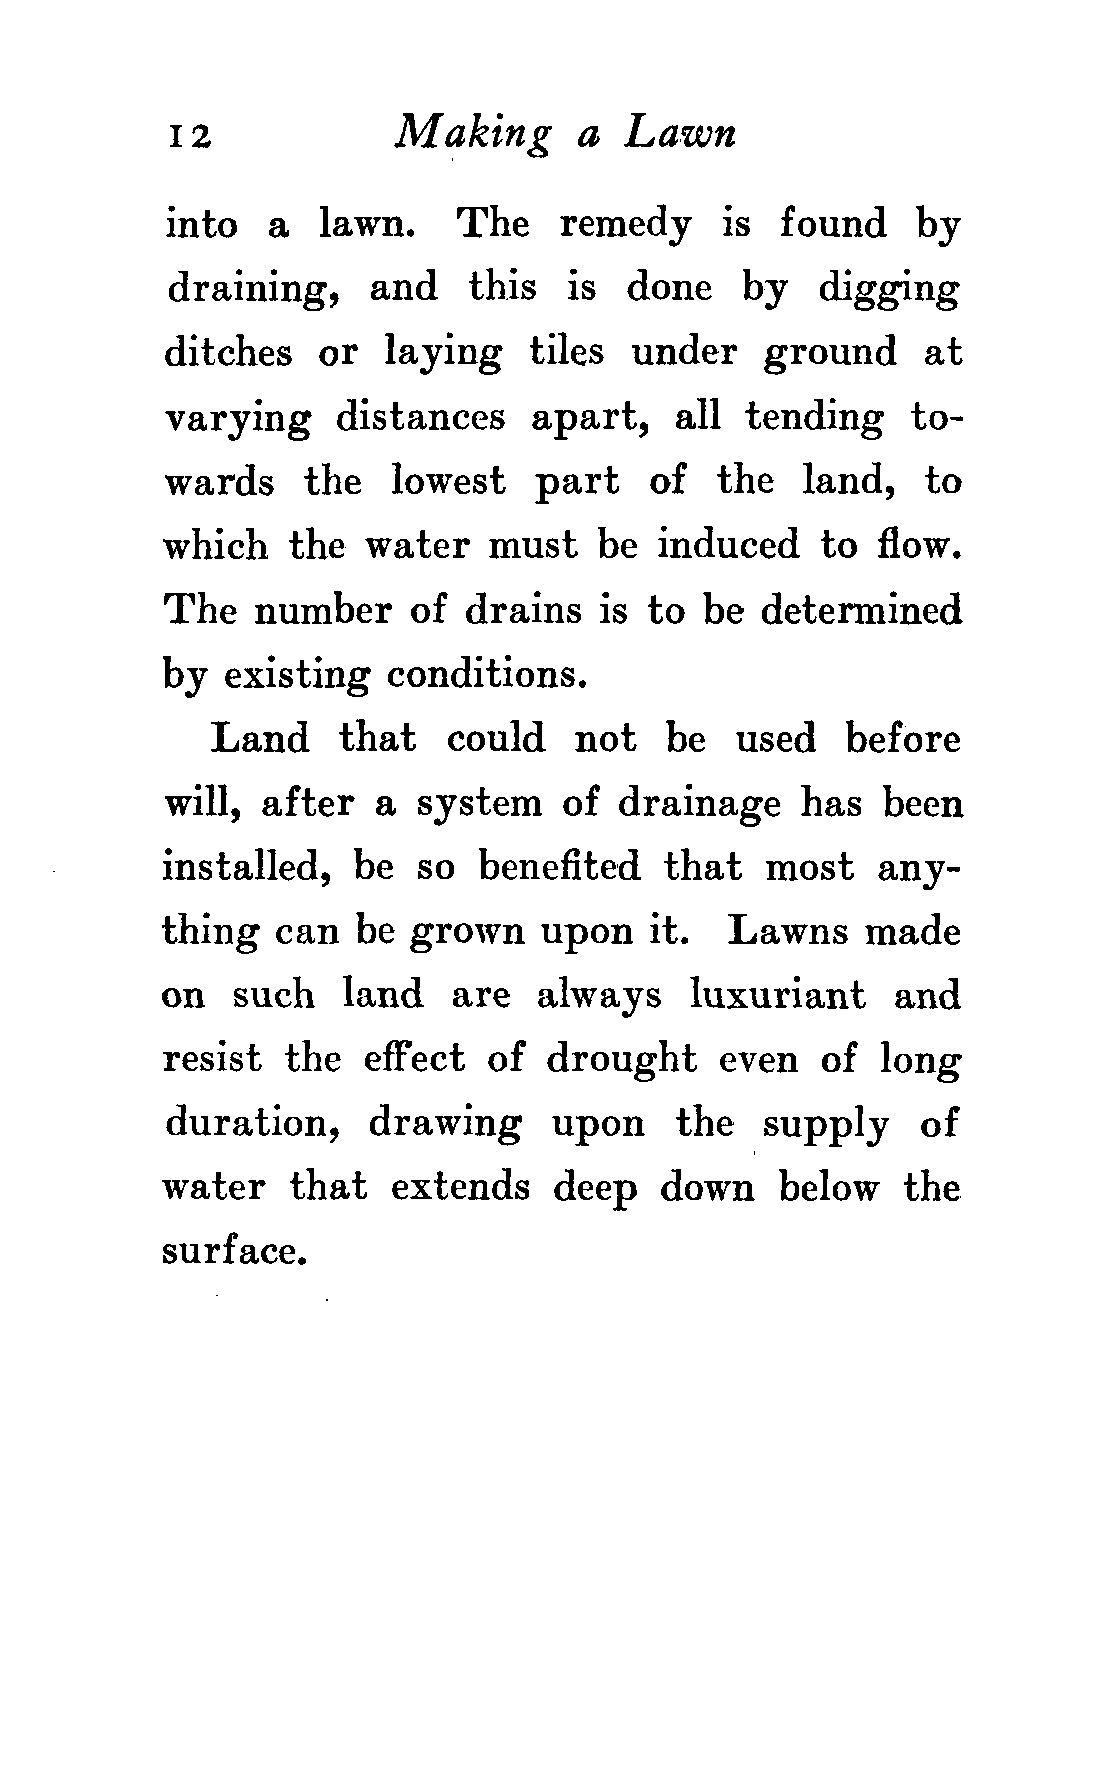 12 Making a Lawn
into a lawn. The remedy is found by
draining, and this is done by digging
ditches or laying tiles under ground at
varying distances apart, all tending to-
wards the lowest part of the land, to
which the water must be induced to flow.
The number of drains is to be determined
by existing conditions.
Land that could not be used before
will, after a system of drainage has been
installed, be so benefited that most any-
thing can be grown upon it. Lawns made
on such land are always luxuriant and
resist the effect of drought even of long
duration, drawing upon the supply of
water that extends deep down below the
surface.